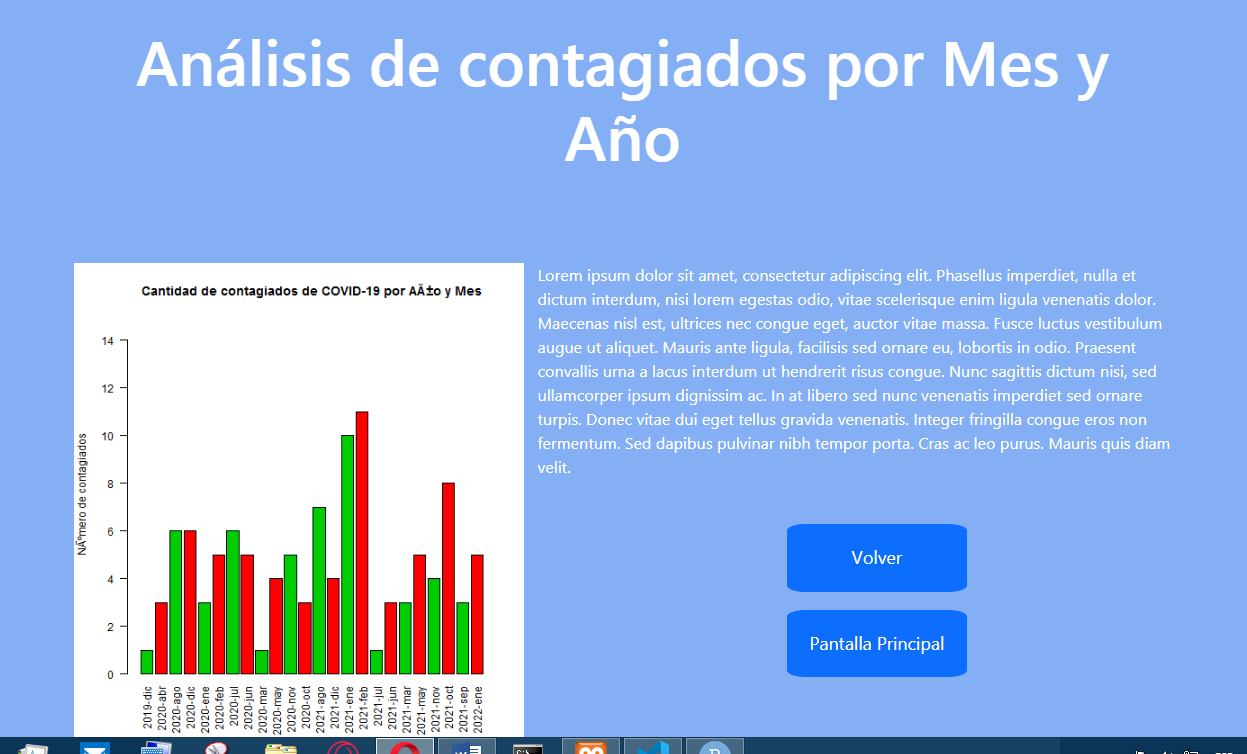 Análisis de contagiados por Mes y
Año
Cantidad de contagiados de COVID-19 por AÃ±o y Mes
NÃºmero de contagiados
14
12
10
8
6
4
2
0
2019-dic
2020-abr
2020-ago
2020-dic
2020-ene
2020-feb
2020-jul
2020-jun
2020-mar
2020-may
2020-nov
2020-oct
2021-ago
2021-dic
2021-ene
2021-feb
2021-jul
2021-jun
2021-mar
2021-may
2021-nov
2021-oct
2021-sep
2022-ene
Lorem ipsum dolor sit amet, consectetur adipiscing elit. Phasellus imperdiet, nulla et
dictum interdum, nisi lorem egestas odio, vitae scelerisque enim ligula venenatis dolor.
Maecenas nisl est, ultrices nec congue eget, auctor vitae massa. Fusce luctus vestibulum
augue ut aliquet. Mauris ante ligula, facilisis sed ornare eu, lobortis in odio. Praesent
convallis urna a lacus interdum ut hendrerit risus congue. Nunc sagittis dictum nisi, sed
ullamcorper ipsum dignissim ac. In at libero sed nunc venenatis imperdiet sed ornare
turpis. Donec vitae dui eget tellus gravida venenatis. Integer fringilla congue eros non
fermentum. Sed dapibus pulvinar nibh tempor porta. Cras ac leo purus. Mauris quis diam
velit.
Volver
Pantalla Principal